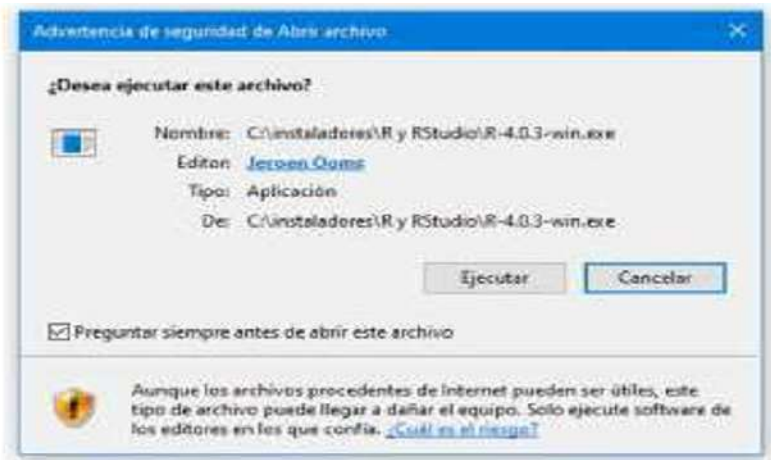 Advertencia de seguridad de Abrir archivo
¿Desea ejecutar este archivo?
Nombre: C:\instaladores\R y RStudio\R-4.0.3-win.exe
Editor: Jeroen Ooms
Tipo: Aplicación
De: C:\instaladores\R y RStudio\R-4.0.3-win.exe
Ejecutar Cancelar
Preguntar siempre antes de abrir este archivo
Aunque los archivos procedentes de Internet pueden ser útiles, este
tipo de archivo puede llegar a dañar el equipo. Solo ejecute software de
los editores en los que confía. ¿Cuál es el riesgo?